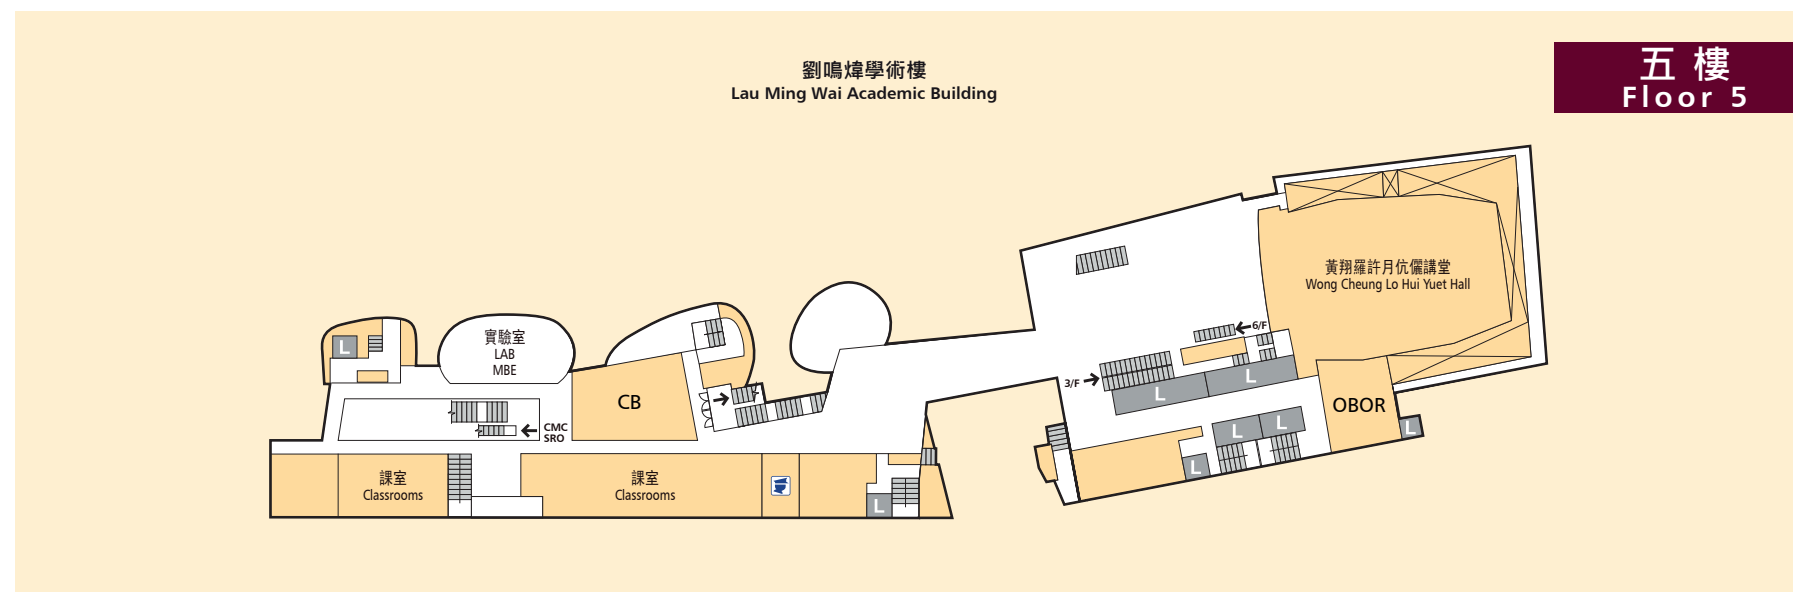 劉鳴煒學術樓
Lau Ming Wai Academic Building
五樓
Floor 5
黃翔羅許月伉儷講堂
Wong Cheung Lo Hui Yuet Hall
6/F
3/F
L
L
OBOR
L
L
L
L
L
實驗室
LAB
MBE
CB
CMC
SRO
課室
Classrooms
課室
Classrooms
L